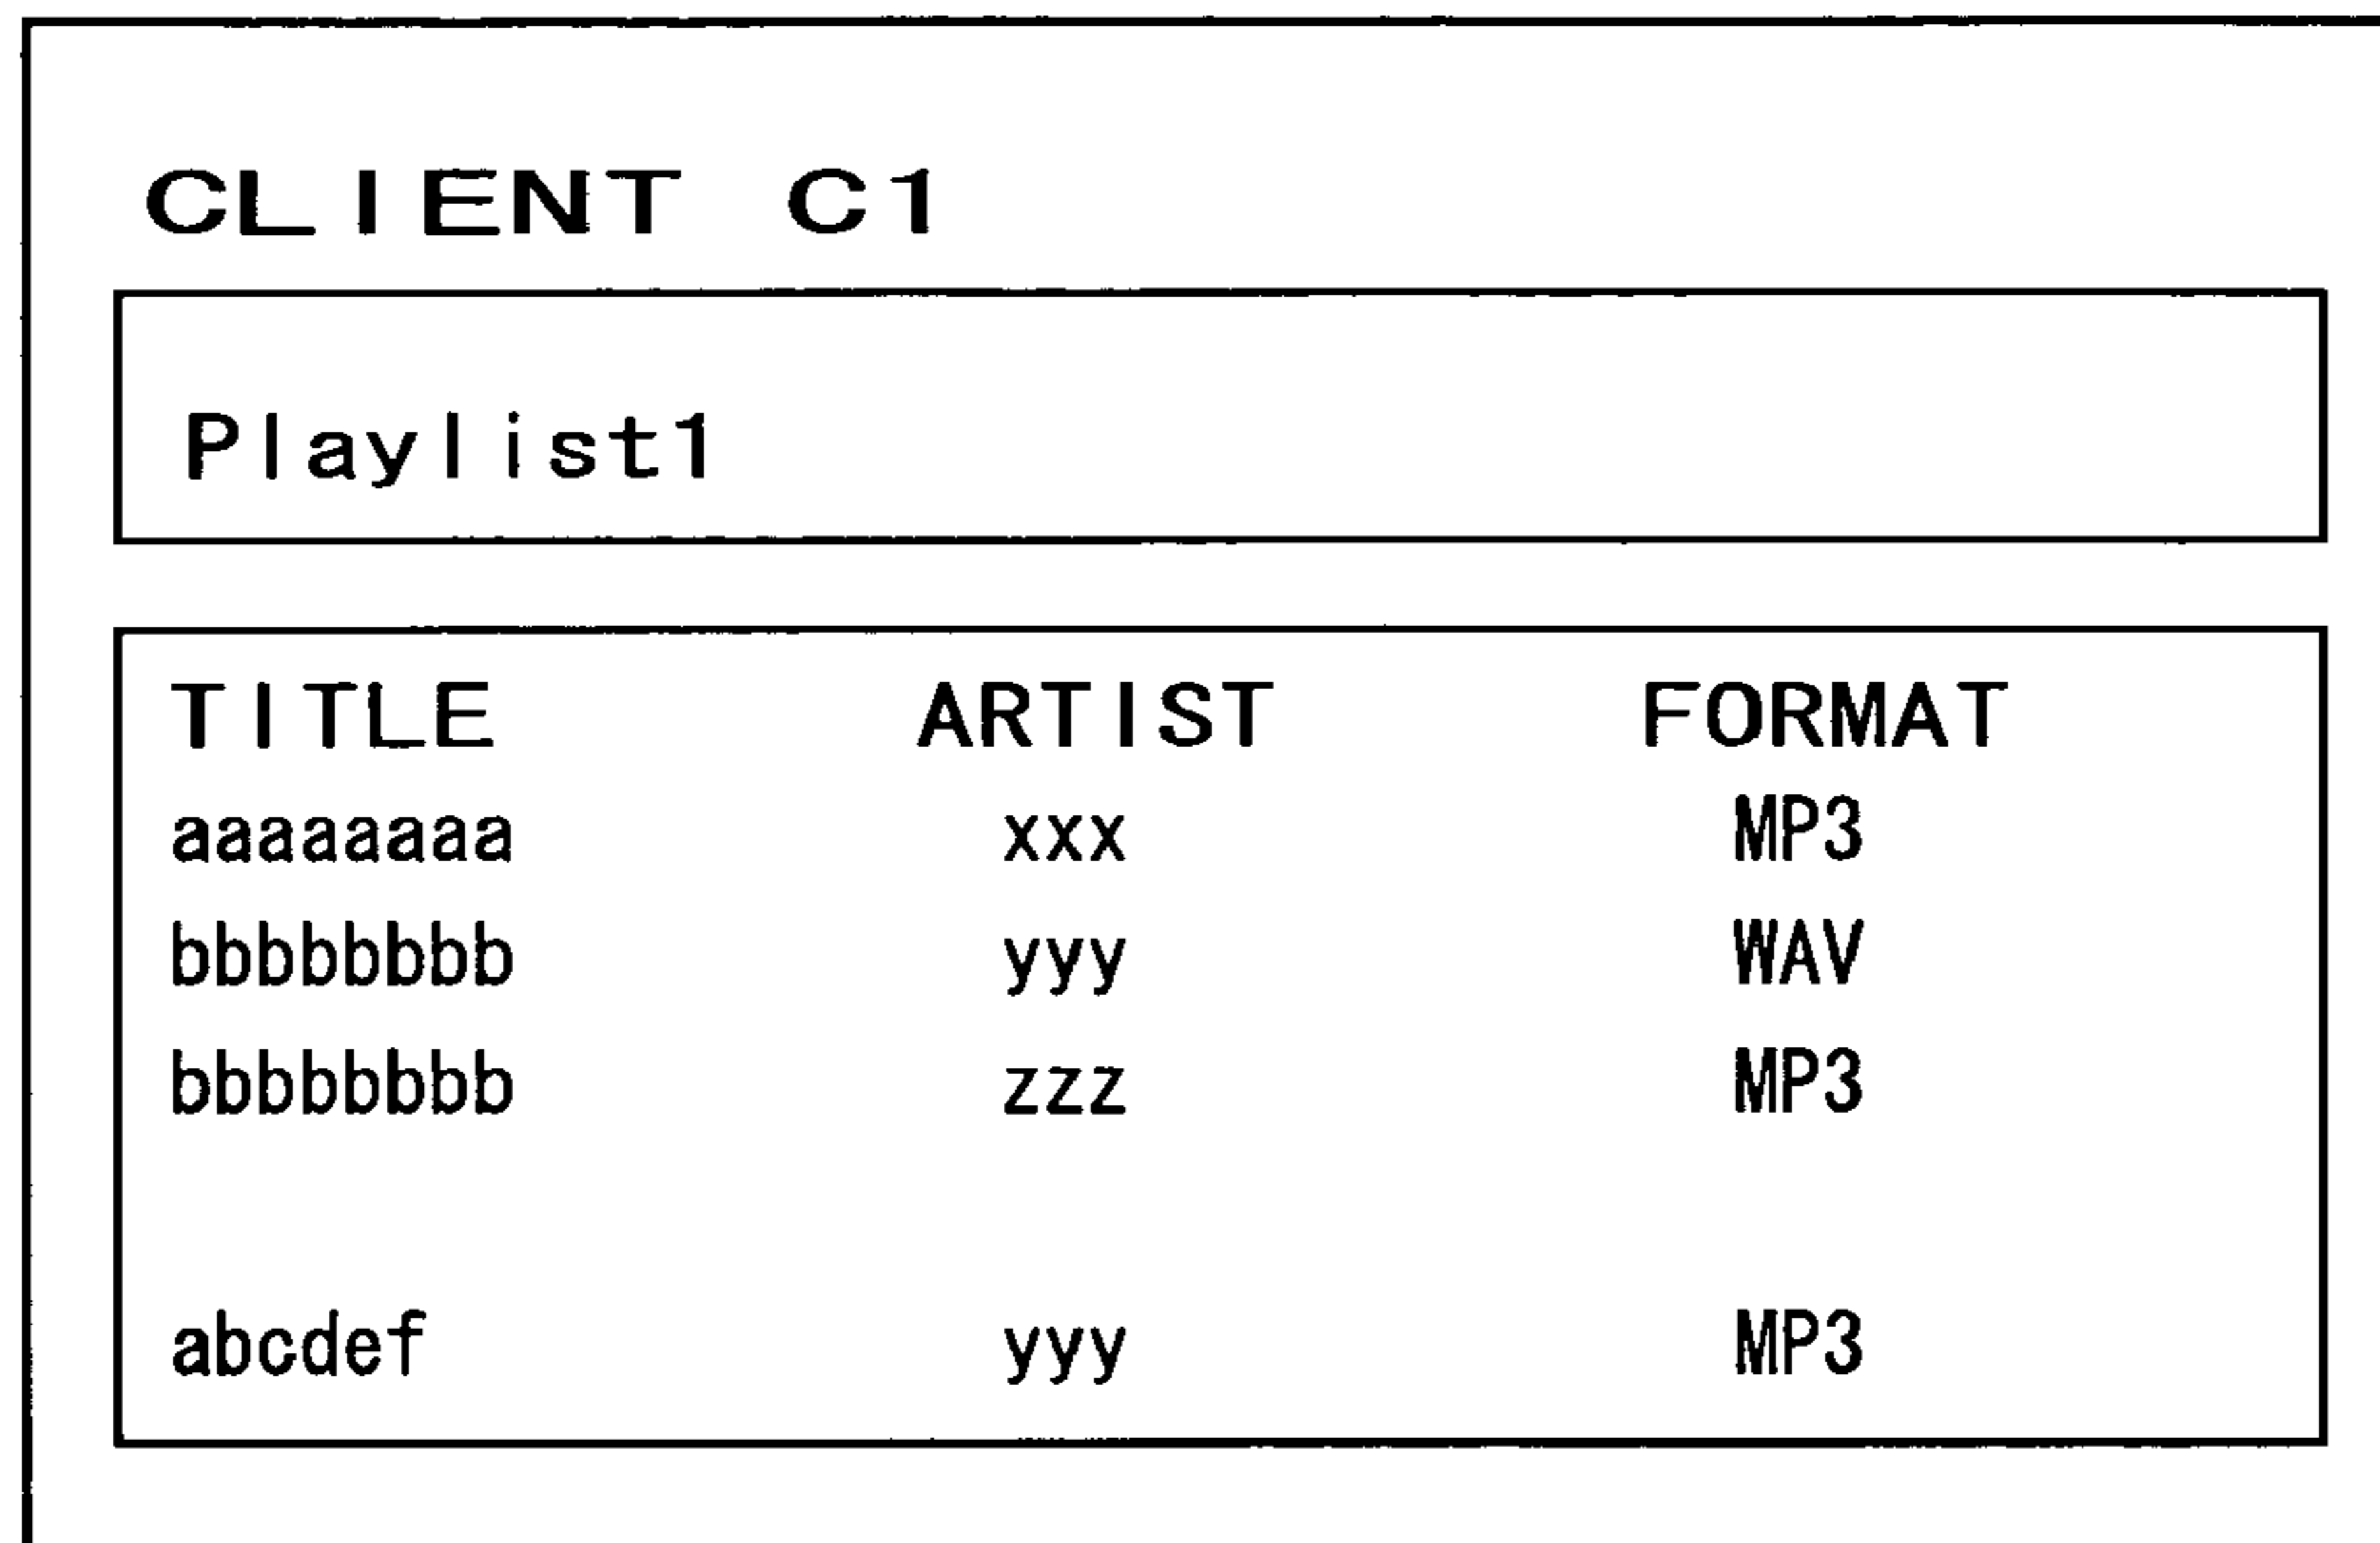 CLIENT C1
Playlist1
TITLE ARTIST FORMAT
aaaaaaaa xxx MP3
bbbbbbbb yyy WAV
bbbbbbbb zzz MP3
abcdef yyy MP3